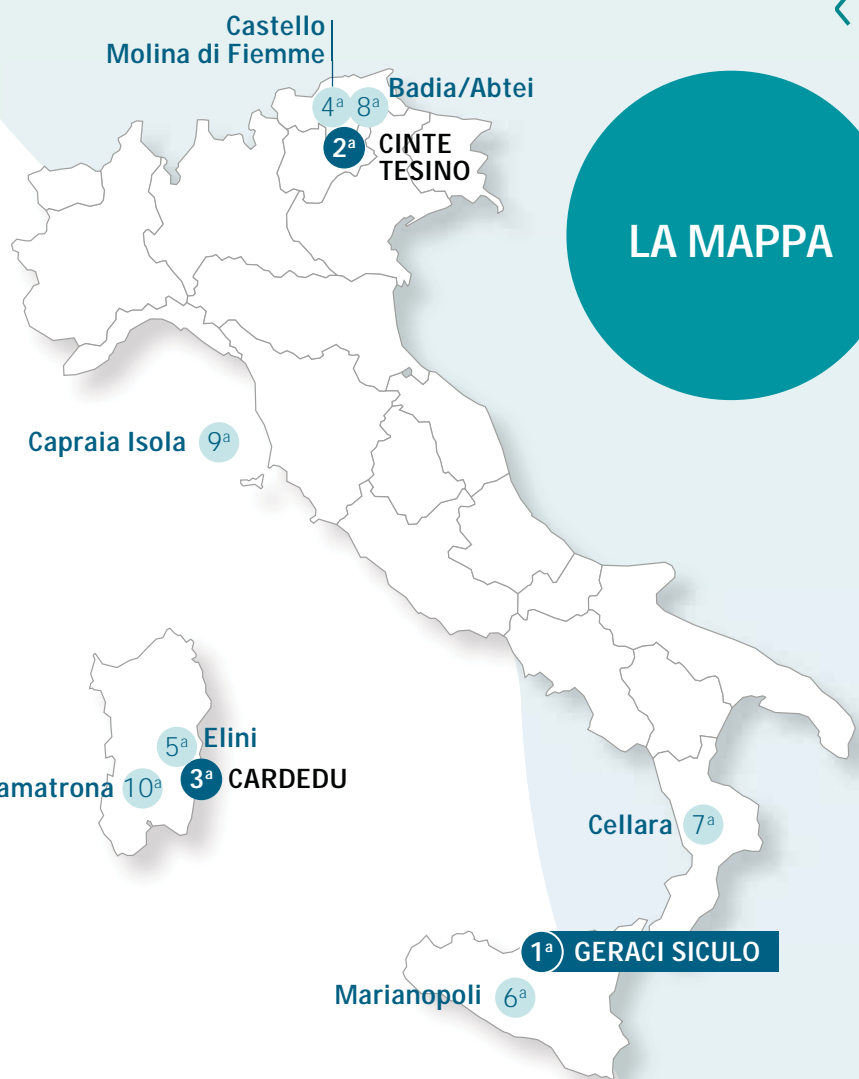 Castello
Molina di Fiemme
4ª
8ª
Badia/Abtei
2ª
CINTE
TESINO
LA MAPPA
Capraia Isola
9ª
5ª
Elini
10ª
3ª
CARDEDU
Cellara
7ª
1ª
GERACI SICULO
Marianopoli
6ª